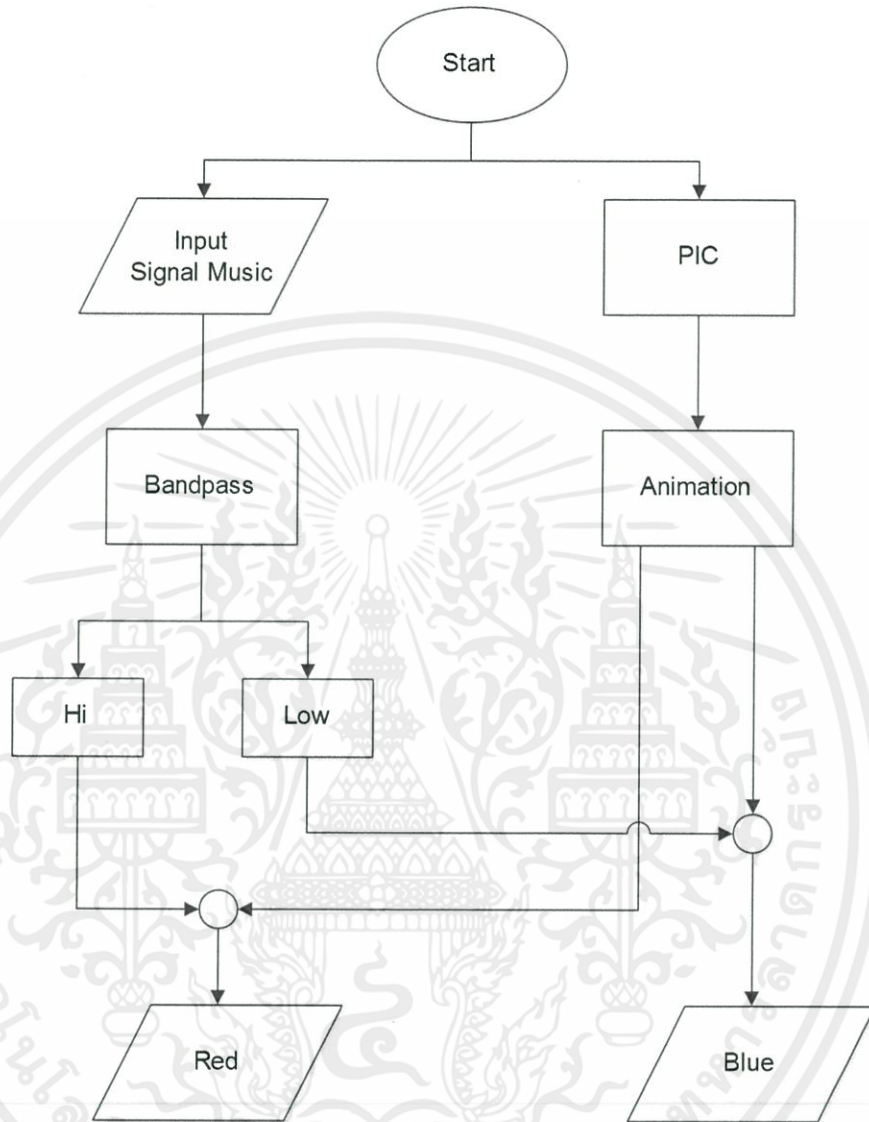 Start
Input
Signal Music
PIC
Bandpass
Animation
Hi
Low
Red
Blue